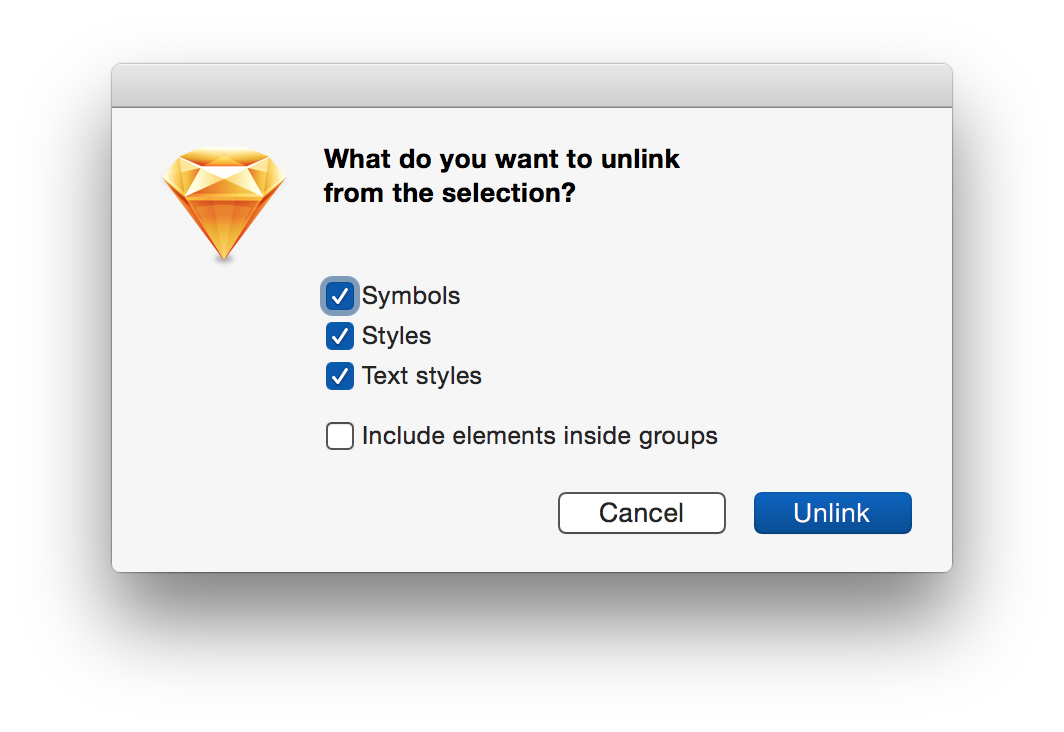 What do you want to unlink
from the selection?
Symbols
Styles
Text styles
Include elements inside groups
Cancel
Unlink